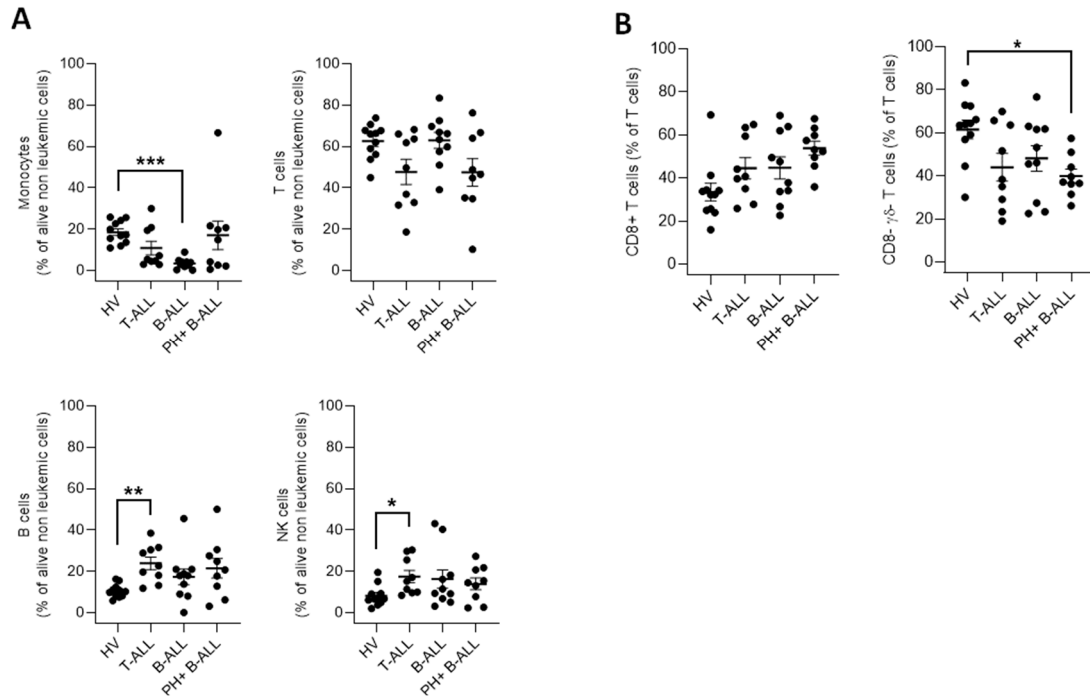 A
Monocytes
(% of alive non leukemic cells)
100
80
60
40
20
0
***
HV
T-ALL
B-ALL
PH+ B-ALL
T cells
(% of alive non leukemic cells)
100
80
60
40
20
0
HV
T-ALL
B-ALL
PH+ B-ALL
B cells
(% of alive non leukemic cells)
100
80
60
40
20
0
**
HV
T-ALL
B-ALL
PH+ B-ALL
NK cells
(% of alive non leukemic cells)
100
80
60
40
20
0
*
HV
T-ALL
B-ALL
PH+ B-ALL
B
CD8+ T cells (% of T cells)
100
80
60
40
20
0
HV
T-ALL
B-ALL
PH+ B-ALL
CD8- γδ- T cells (% of T cells)
100
80
60
40
20
0
*
HV
T-ALL
B-ALL
PH+ B-ALL